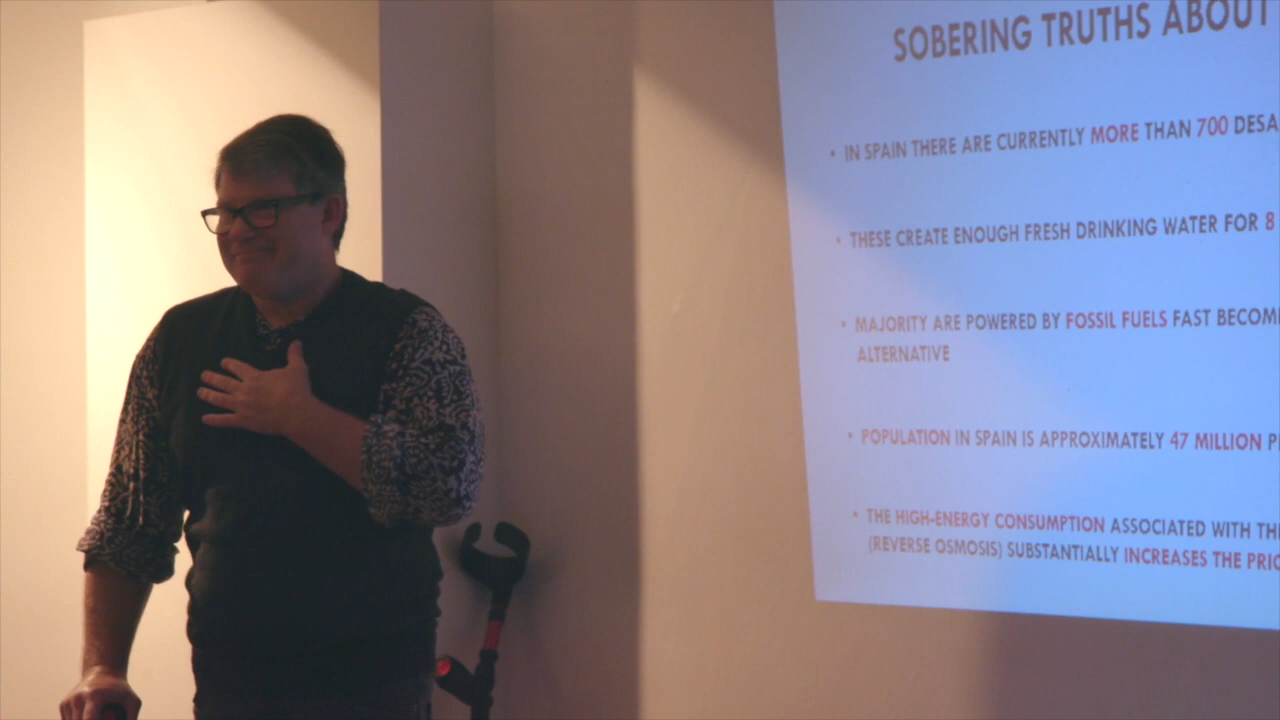 SOBERING TRUTHS ABOUT
• IN SPAIN THERE ARE CURRENTLY MORE THAN 700
• THESE CREATE ENOUGH FRESH DRINKING WATER FOR 8
• MAJORITY ARE POWERED BY FOSSIL FUELS FAST
ALTERNATIVE
• POPULATION IN SPAIN IS APPROXIMATELY 47 MILLION
• THE HIGH-ENERGY CONSUMPTION ASSOCIATED WITH
(REVERSE OSMOSIS) SUBSTANTIALLY INCREASES THE